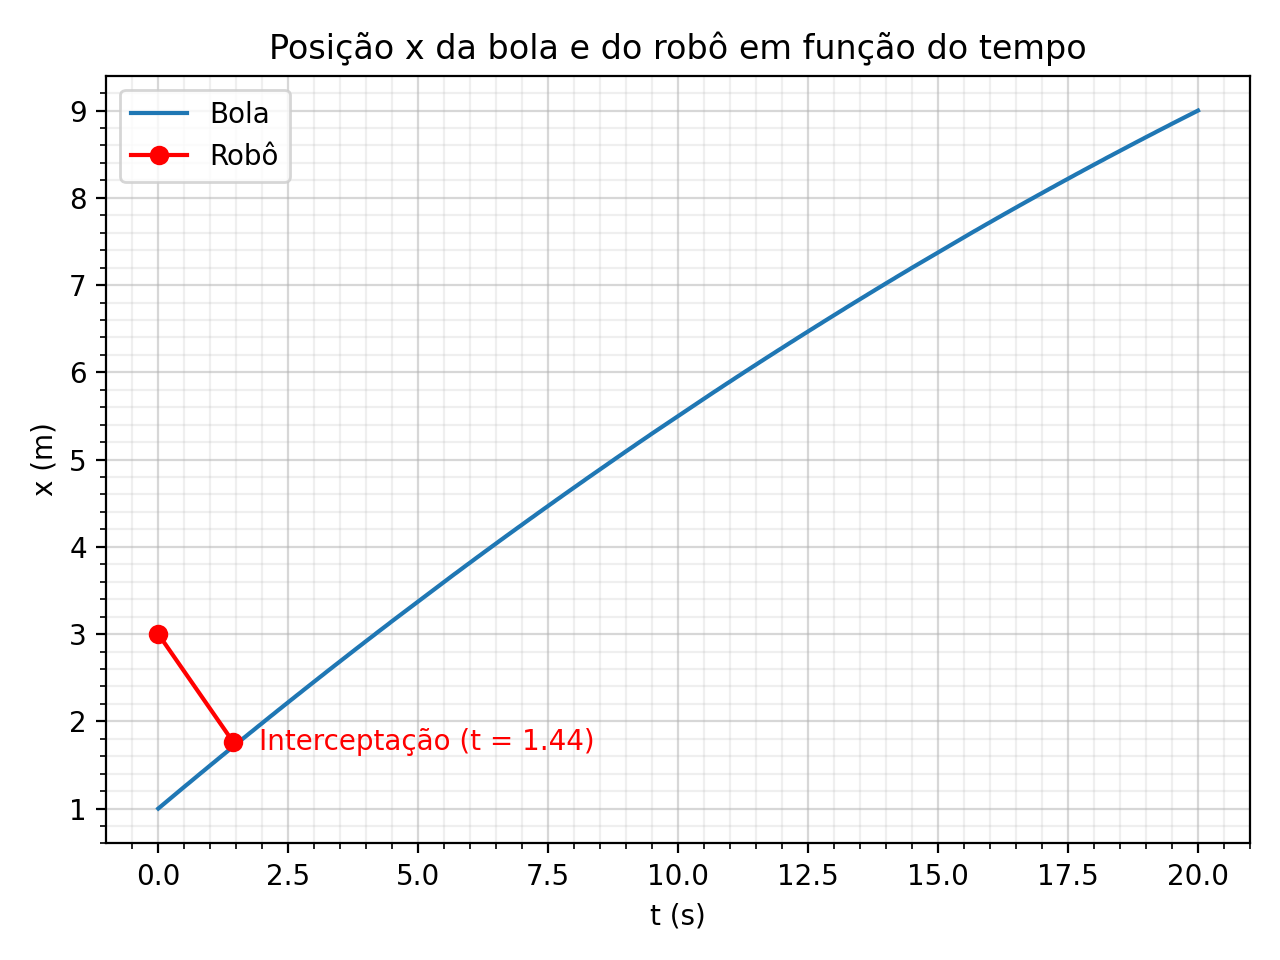 Posição x da bola e do robô em função do tempo
Bola
Robô
9
8
7
6
5
4
3
2
1
x (m)
Interceptação (t = 1.44)
0.0 2.5 5.0 7.5 10.0 12.5 15.0 17.5 20.0
t (s)